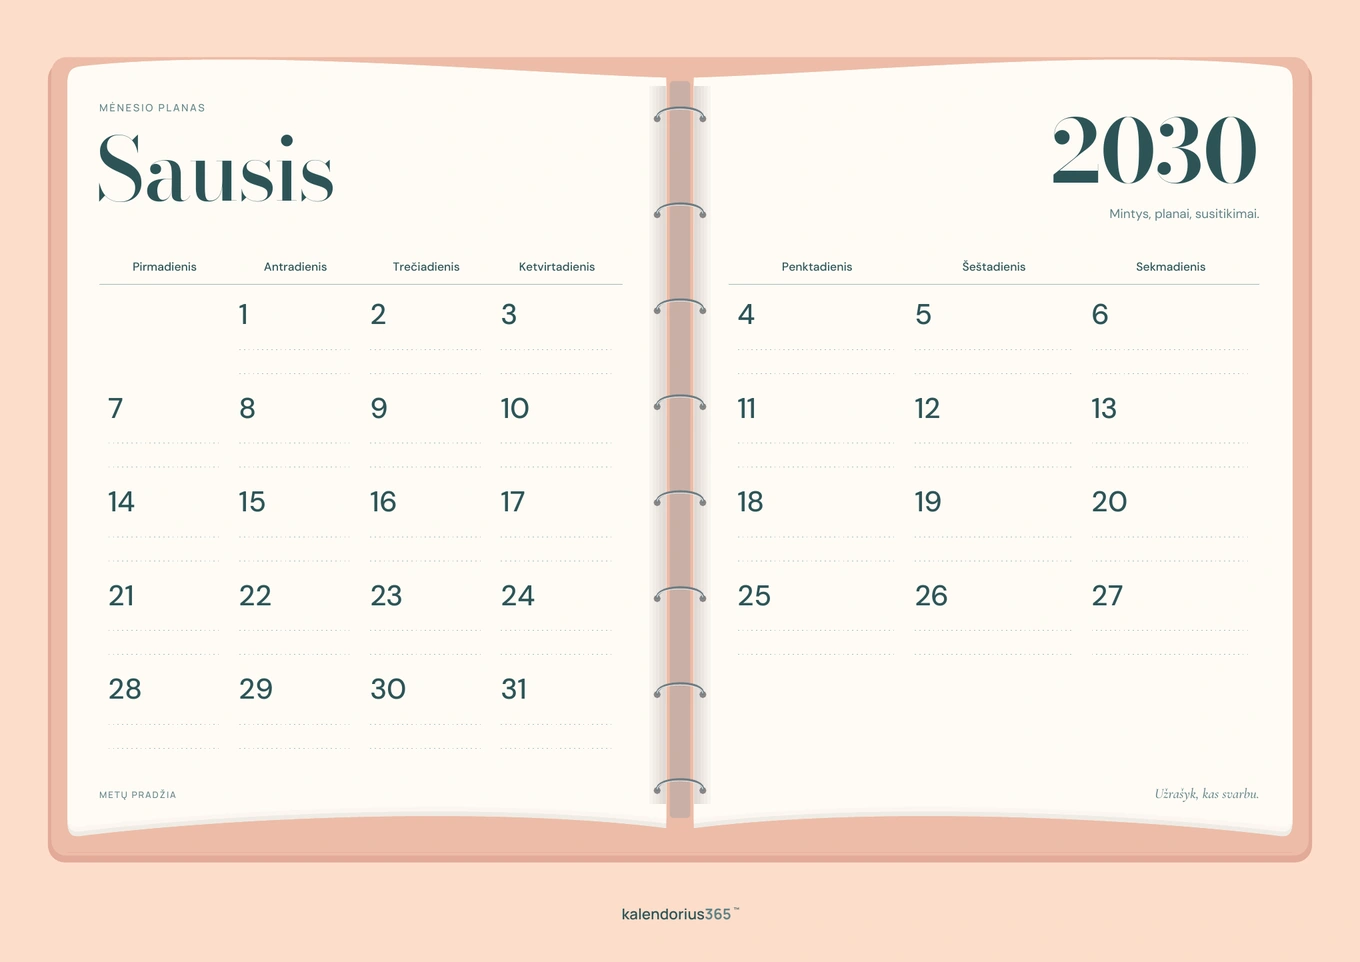 MĖNESIO PLANAS
Sausis
2030
Mintys, planai, susitikimai.
Pirmadienis Antradienis Trečiadienis Ketvirtadienis Penktadienis Šeštadienis Sekmadienis
1 2 3 4 5 6
7 8 9 10 11 12 13
14 15 16 17 18 19 20
21 22 23 24 25 26 27
28 29 30 31
METŲ PRADŽIA
Užrašyk, kas svarbu.
kalendorius365™